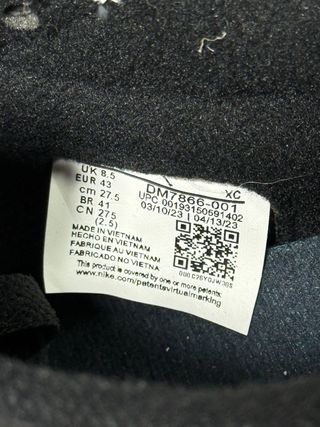 UK 8.5
EUR 43
cm 27.5
BR 41
CN 275
(2.5)
XC
DM7866-001
UPC 00193150591402
03/10/23 | 04/13/23
MADE IN VIETNAM
HECHO EN VIETNAM
FABRIQUE AU VIETNAM
FABRICADO NO VIETNA
This product is covered by one or more patents:
www.nike.com/patentsvirtualmarking